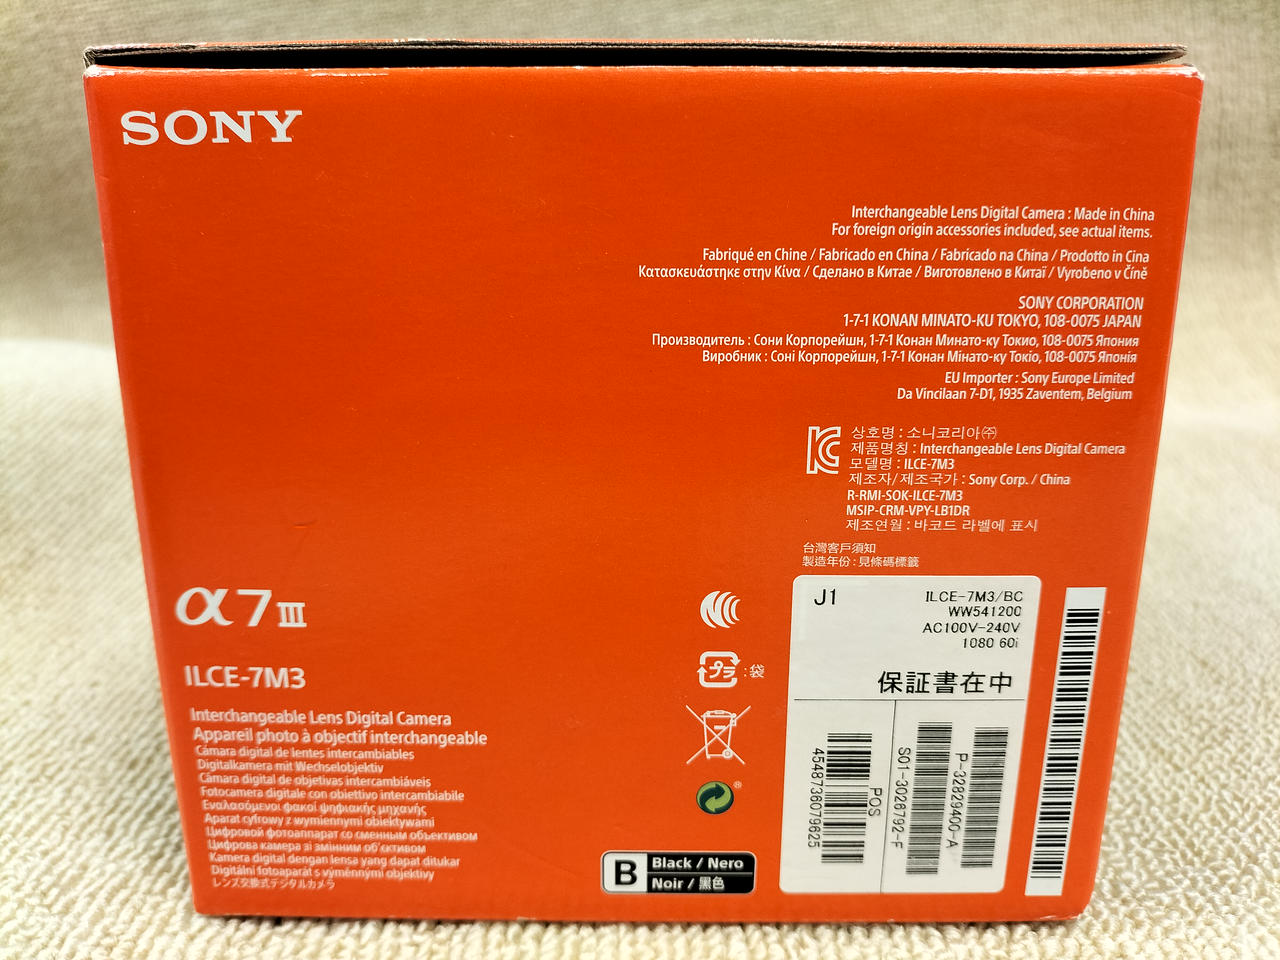 SONY
Interchangeable Lens Digital Camera : Made in China
For foreign origin accessories included, see actual items.
Fabriqué en Chine / Fabricado en China / Fabricado na China / Prodotto in Cina
Κατασκευάστηκε στην Κίνα / Сделано в Китае / Виготовлено в Китаї / Vyrobeno v Číně
SONY CORPORATION
1-7-1 KONAN MINATO-KU TOKYO, 108-0075 JAPAN
Производитель : Сони Корпорейшн, 1-7-1 Конан Минато-ку Токио, 108-0075 Япония
Виробник : Соні Корпорейшн, 1-7-1 Конан Мінато-ку Токіо, 108-0075 Японія
EU Importer : Sony Europe Limited
Da Vincilaan 7-D1, 1935 Zaventem, Belgium
상호명 : 소니코리아㈜
제품명칭 : Interchangeable Lens Digital Camera
모델명 : ILCE-7M3
제조자/제조국가 : Sony Corp. / China
R-RMI-SOK-ILCE-7M3
MSIP-CRM-VPY-LB1DR
제조연월 : 바코드 라벨에 표시
台灣客戶須知
製造年份 : 見條碼標籤
α7III
ILCE-7M3
Interchangeable Lens Digital Camera
Appareil photo à objectif interchangeable
Cámara digital de lentes intercambiables
Digitalkamera mit Wechselobjektiv
Câmara digital de objetivas intercambiáveis
Fotocamera digitale con obiettivo intercambiabile
Εναλασόμενοι φακοί ψηφιακής μηχανής
Aparat cyfrowy z wymiennymi obiektywami
Цифровой фотоаппарат со сменным объективом
Цифрова камера зі змінним об'єктивом
Kamera digital dengan lensa yang dapat ditukar
Digitální fotoaparát s výměnnými objektivy
レンズ交換式デジタルカメラ
プラ : 袋
B
Black / Nero
Noir / 黒色
J1
ILCE-7M3/BC
WW541200
AC100V-240V
1080 60i
保証書在中
4548736079625
POS
S01-3026792-F
P-32829400-A